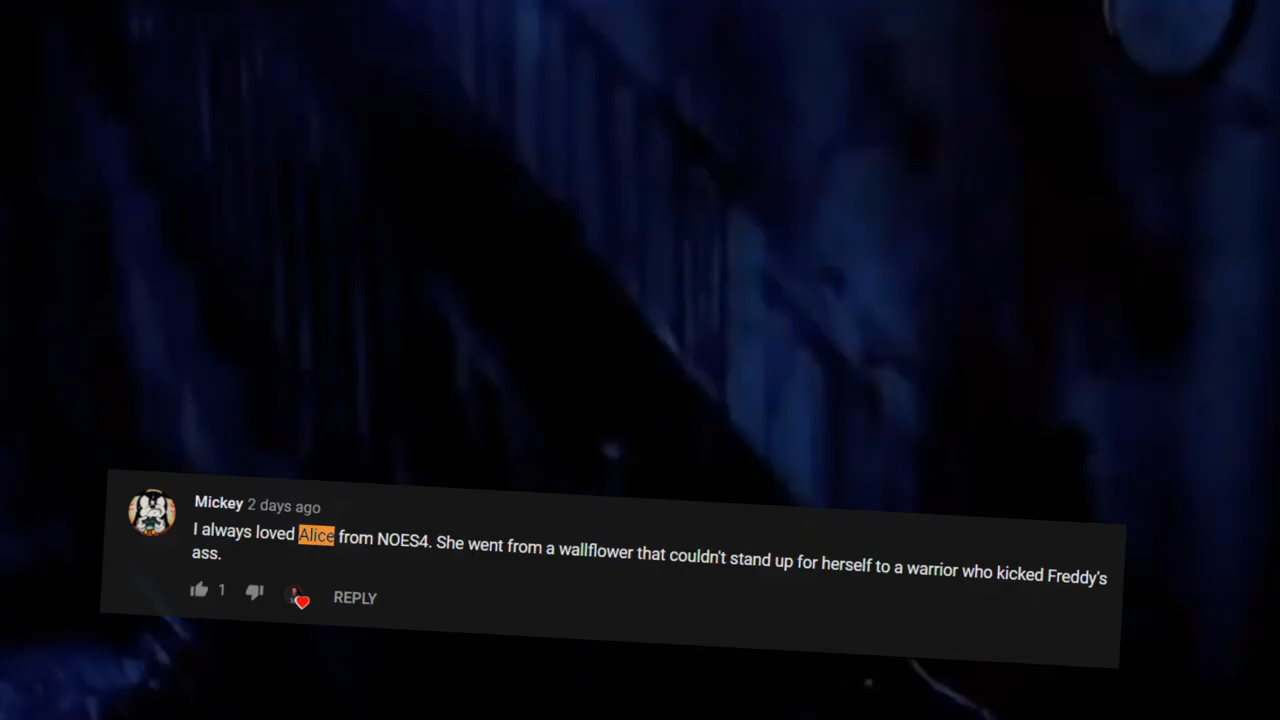 Mickey 2 days ago
I always loved Alice from NOES4. She went from a wallflower that couldn't stand up for herself to a warrior who kicked Freddy's
ass.
1 REPLY